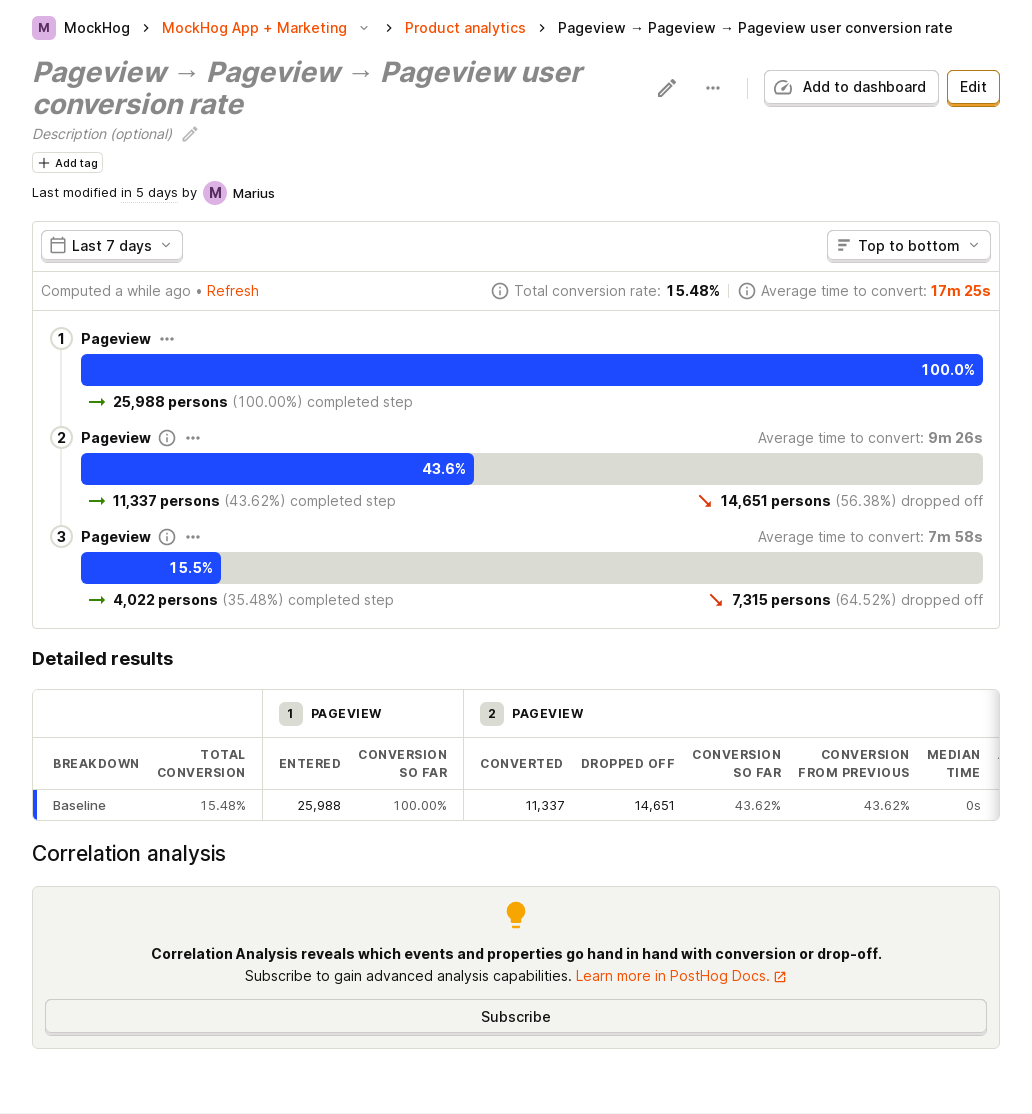 M MockHog > MockHog App + Marketing > Product analytics > Pageview → Pageview → Pageview user conversion rate
Pageview → Pageview → Pageview user
conversion rate
Add to dashboard
Edit
Description (optional)
+ Add tag
Last modified in 5 days by M Marius
Last 7 days
Top to bottom
Computed a while ago • Refresh
Total conversion rate: 15.48%
Average time to convert: 17m 25s
1 Pageview
100.0%
25,988 persons (100.00%) completed step
2 Pageview
Average time to convert: 9m 26s
43.6%
11,337 persons (43.62%) completed step
14,651 persons (56.38%) dropped off
3 Pageview
Average time to convert: 7m 58s
15.5%
4,022 persons (35.48%) completed step
7,315 persons (64.52%) dropped off
Detailed results
1 PAGEVIEW
2 PAGEVIEW
BREAKDOWN
TOTAL
CONVERSION
ENTERED
CONVERSION
SO FAR
CONVERTED
DROPPED OFF
CONVERSION
SO FAR
CONVERSION
FROM PREVIOUS
MEDIAN
TIME
Baseline 15.48% 25,988 100.00% 11,337 14,651 43.62% 43.62% 0s
Correlation analysis
Correlation Analysis reveals which events and properties go hand in hand with conversion or drop-off.
Subscribe to gain advanced analysis capabilities. Learn more in PostHog Docs.
Subscribe